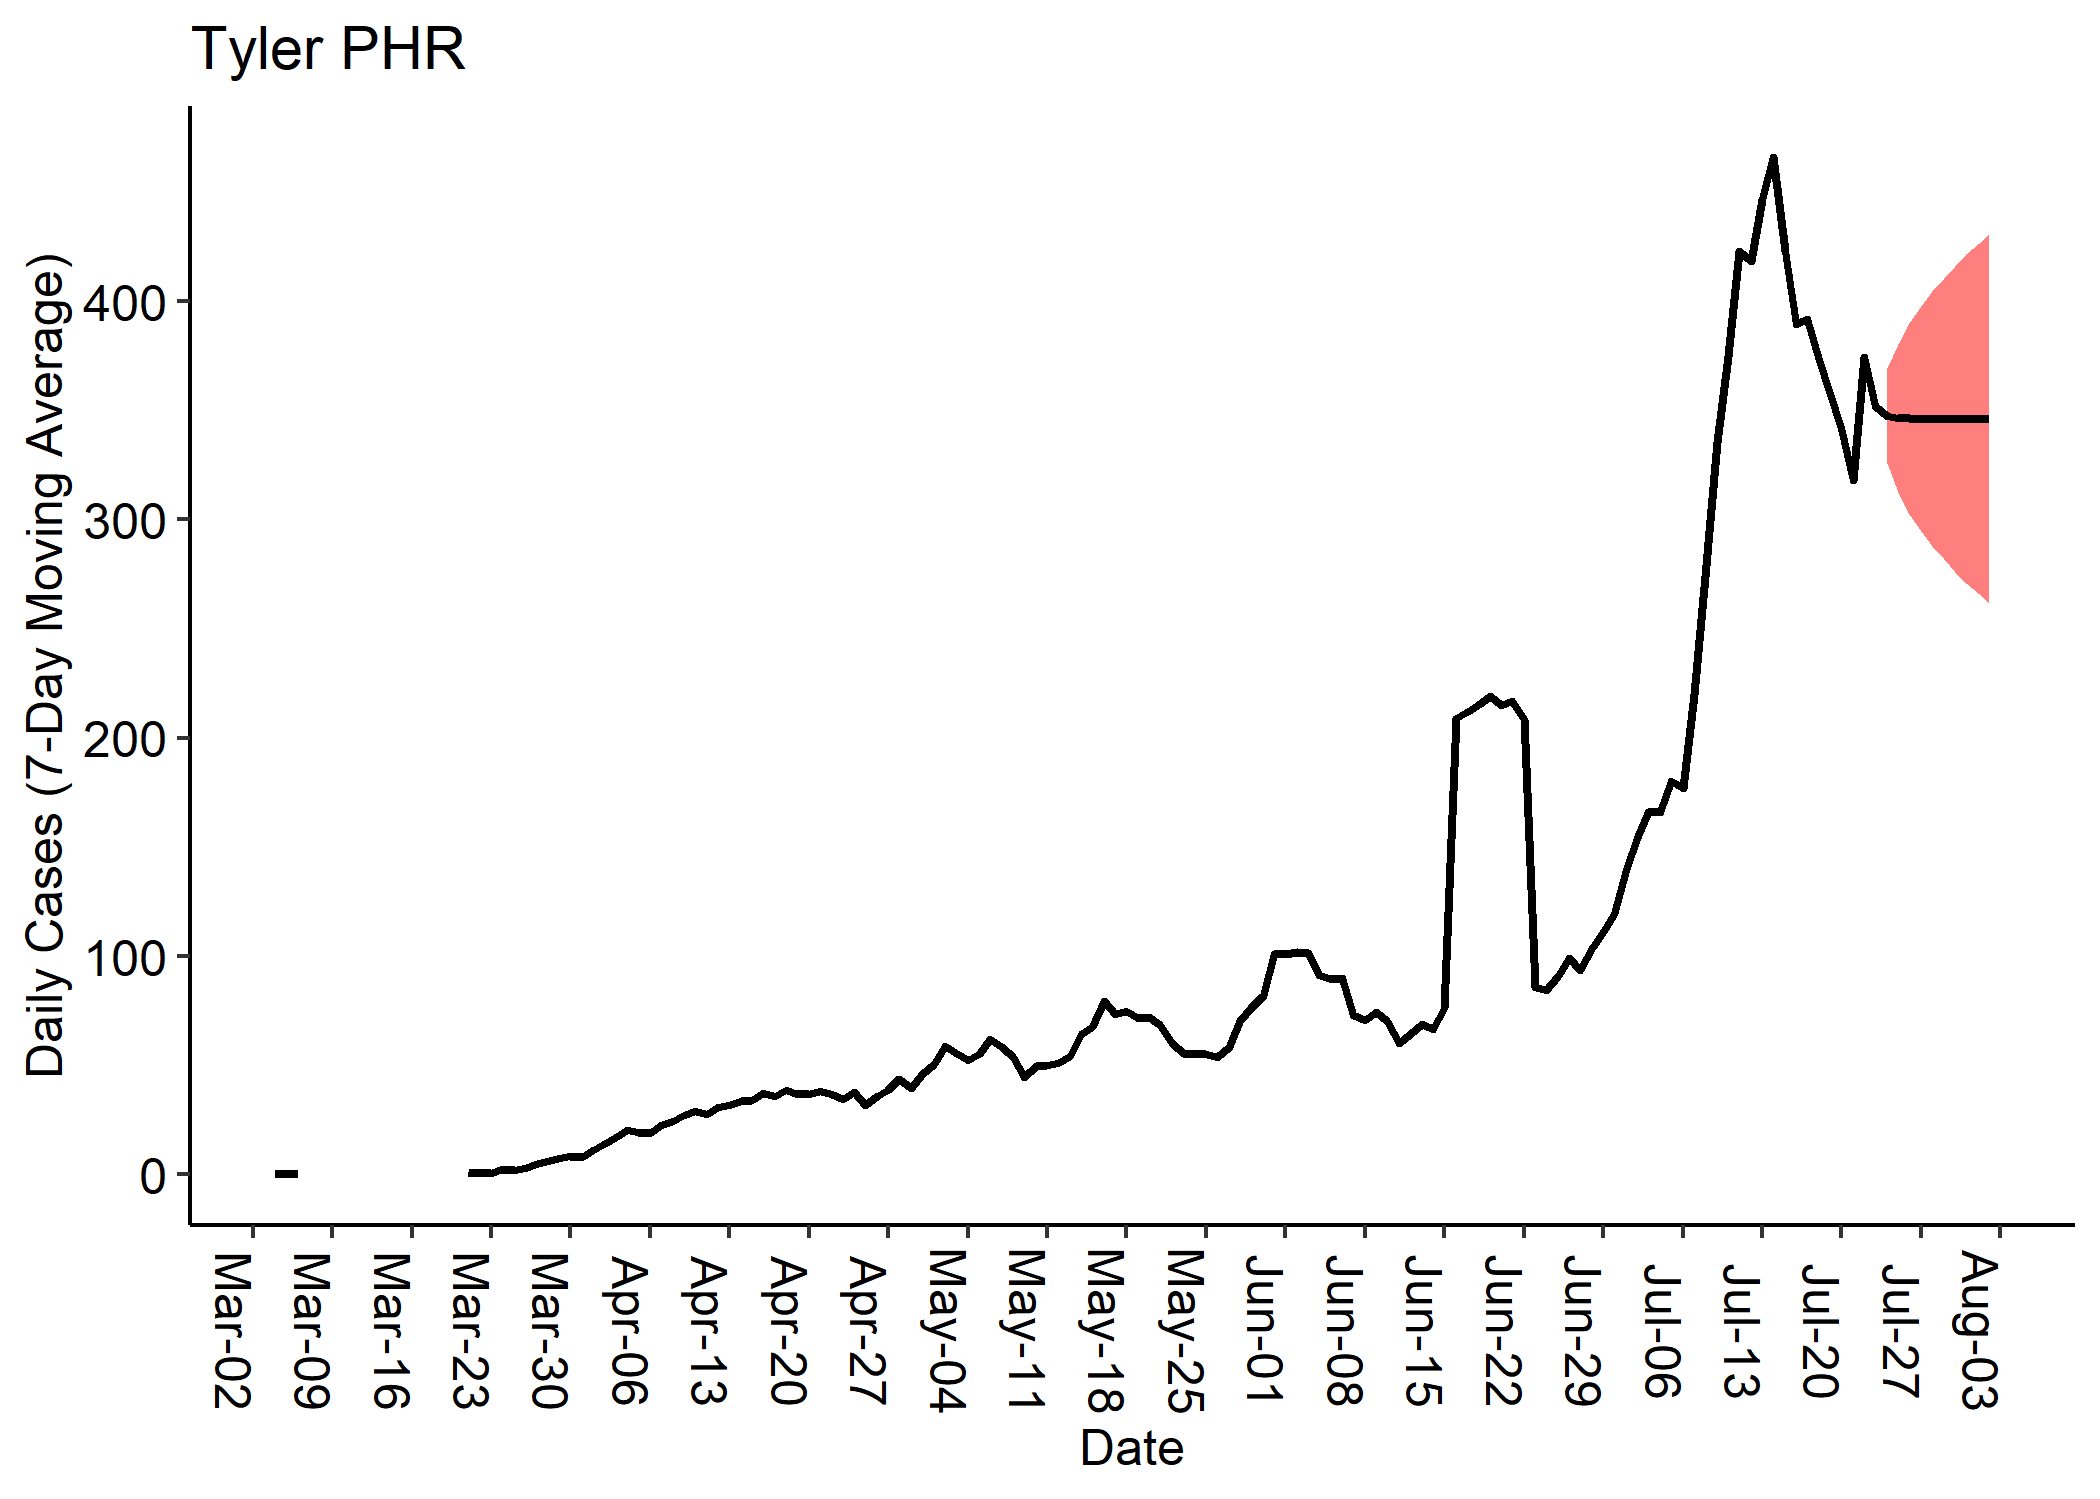 Tyler PHR
Daily Cases (7-Day Moving Average)
400
300
200
100
0
Mar-02
Mar-09
Mar-16
Mar-23
Mar-30
Apr-06
Apr-13
Apr-20
Apr-27
May-04
May-11
May-18
May-25
Jun-01
Jun-08
Jun-15
Jun-22
Jun-29
Jul-06
Jul-13
Jul-20
Jul-27
Aug-03
Date